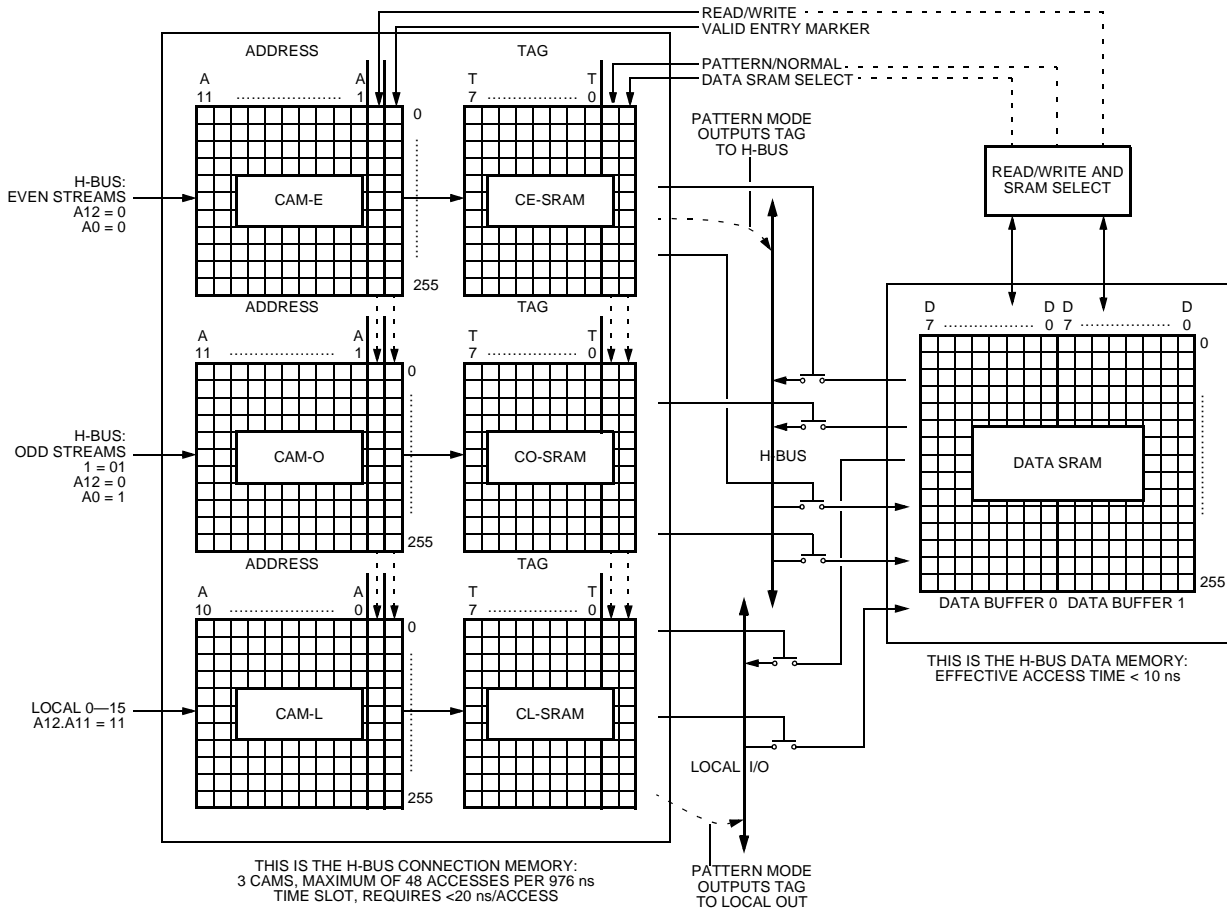 READ/WRITE
VALID ENTRY MARKER
PATTERN/NORMAL
DATA SRAM SELECT
ADDRESS
TAG
A
11 ..................... A
1
T
7 ................ T
0
0
255
H-BUS:
EVEN STREAMS
A12 = 0
A0 = 0
CAM-E
CE-SRAM
PATTERN MODE
OUTPUTS TAG
TO H-BUS
READ/WRITE AND
SRAM SELECT
ADDRESS
TAG
A
11 ..................... A
1
T
7 ................ T
0
0
255
H-BUS:
ODD STREAMS
1 = 01
A12 = 0
A0 = 1
CAM-O
CO-SRAM
H-BUS
D
7 ................ D
0
D
7 ................ D
0
0
255
DATA SRAM
DATA BUFFER 0
DATA BUFFER 1
THIS IS THE H-BUS DATA MEMORY:
EFFECTIVE ACCESS TIME < 10 ns
ADDRESS
TAG
A
10 ..................... A
0
T
7 ................ T
0
0
255
LOCAL 0—15
A12.A11 = 11
CAM-L
CL-SRAM
LOCAL I/O
THIS IS THE H-BUS CONNECTION MEMORY:
3 CAMS, MAXIMUM OF 48 ACCESSES PER 976 ns
TIME SLOT, REQUIRES <20 ns/ACCESS
PATTERN MODE
OUTPUTS TAG
TO LOCAL OUT